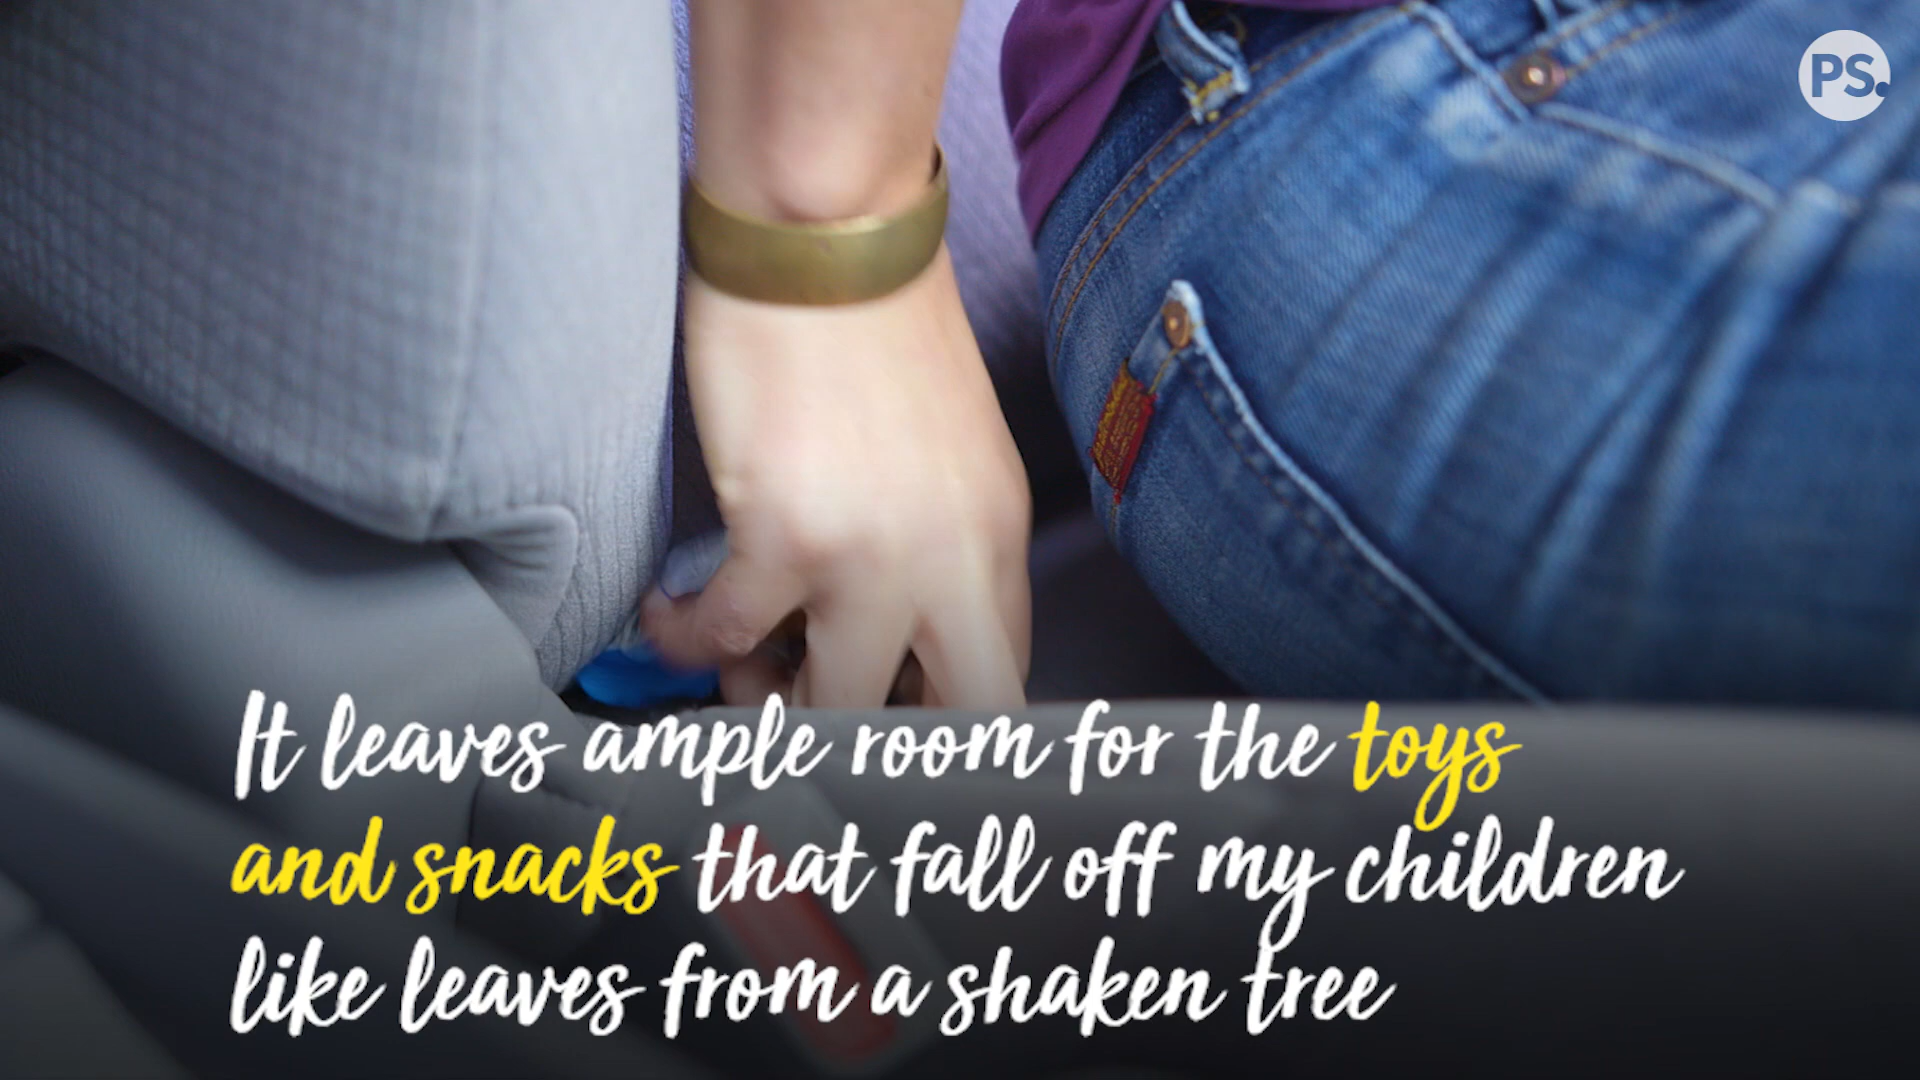 PS.
It leaves ample room for the toys
and snacks that fall off my children
like leaves from a shaken tree